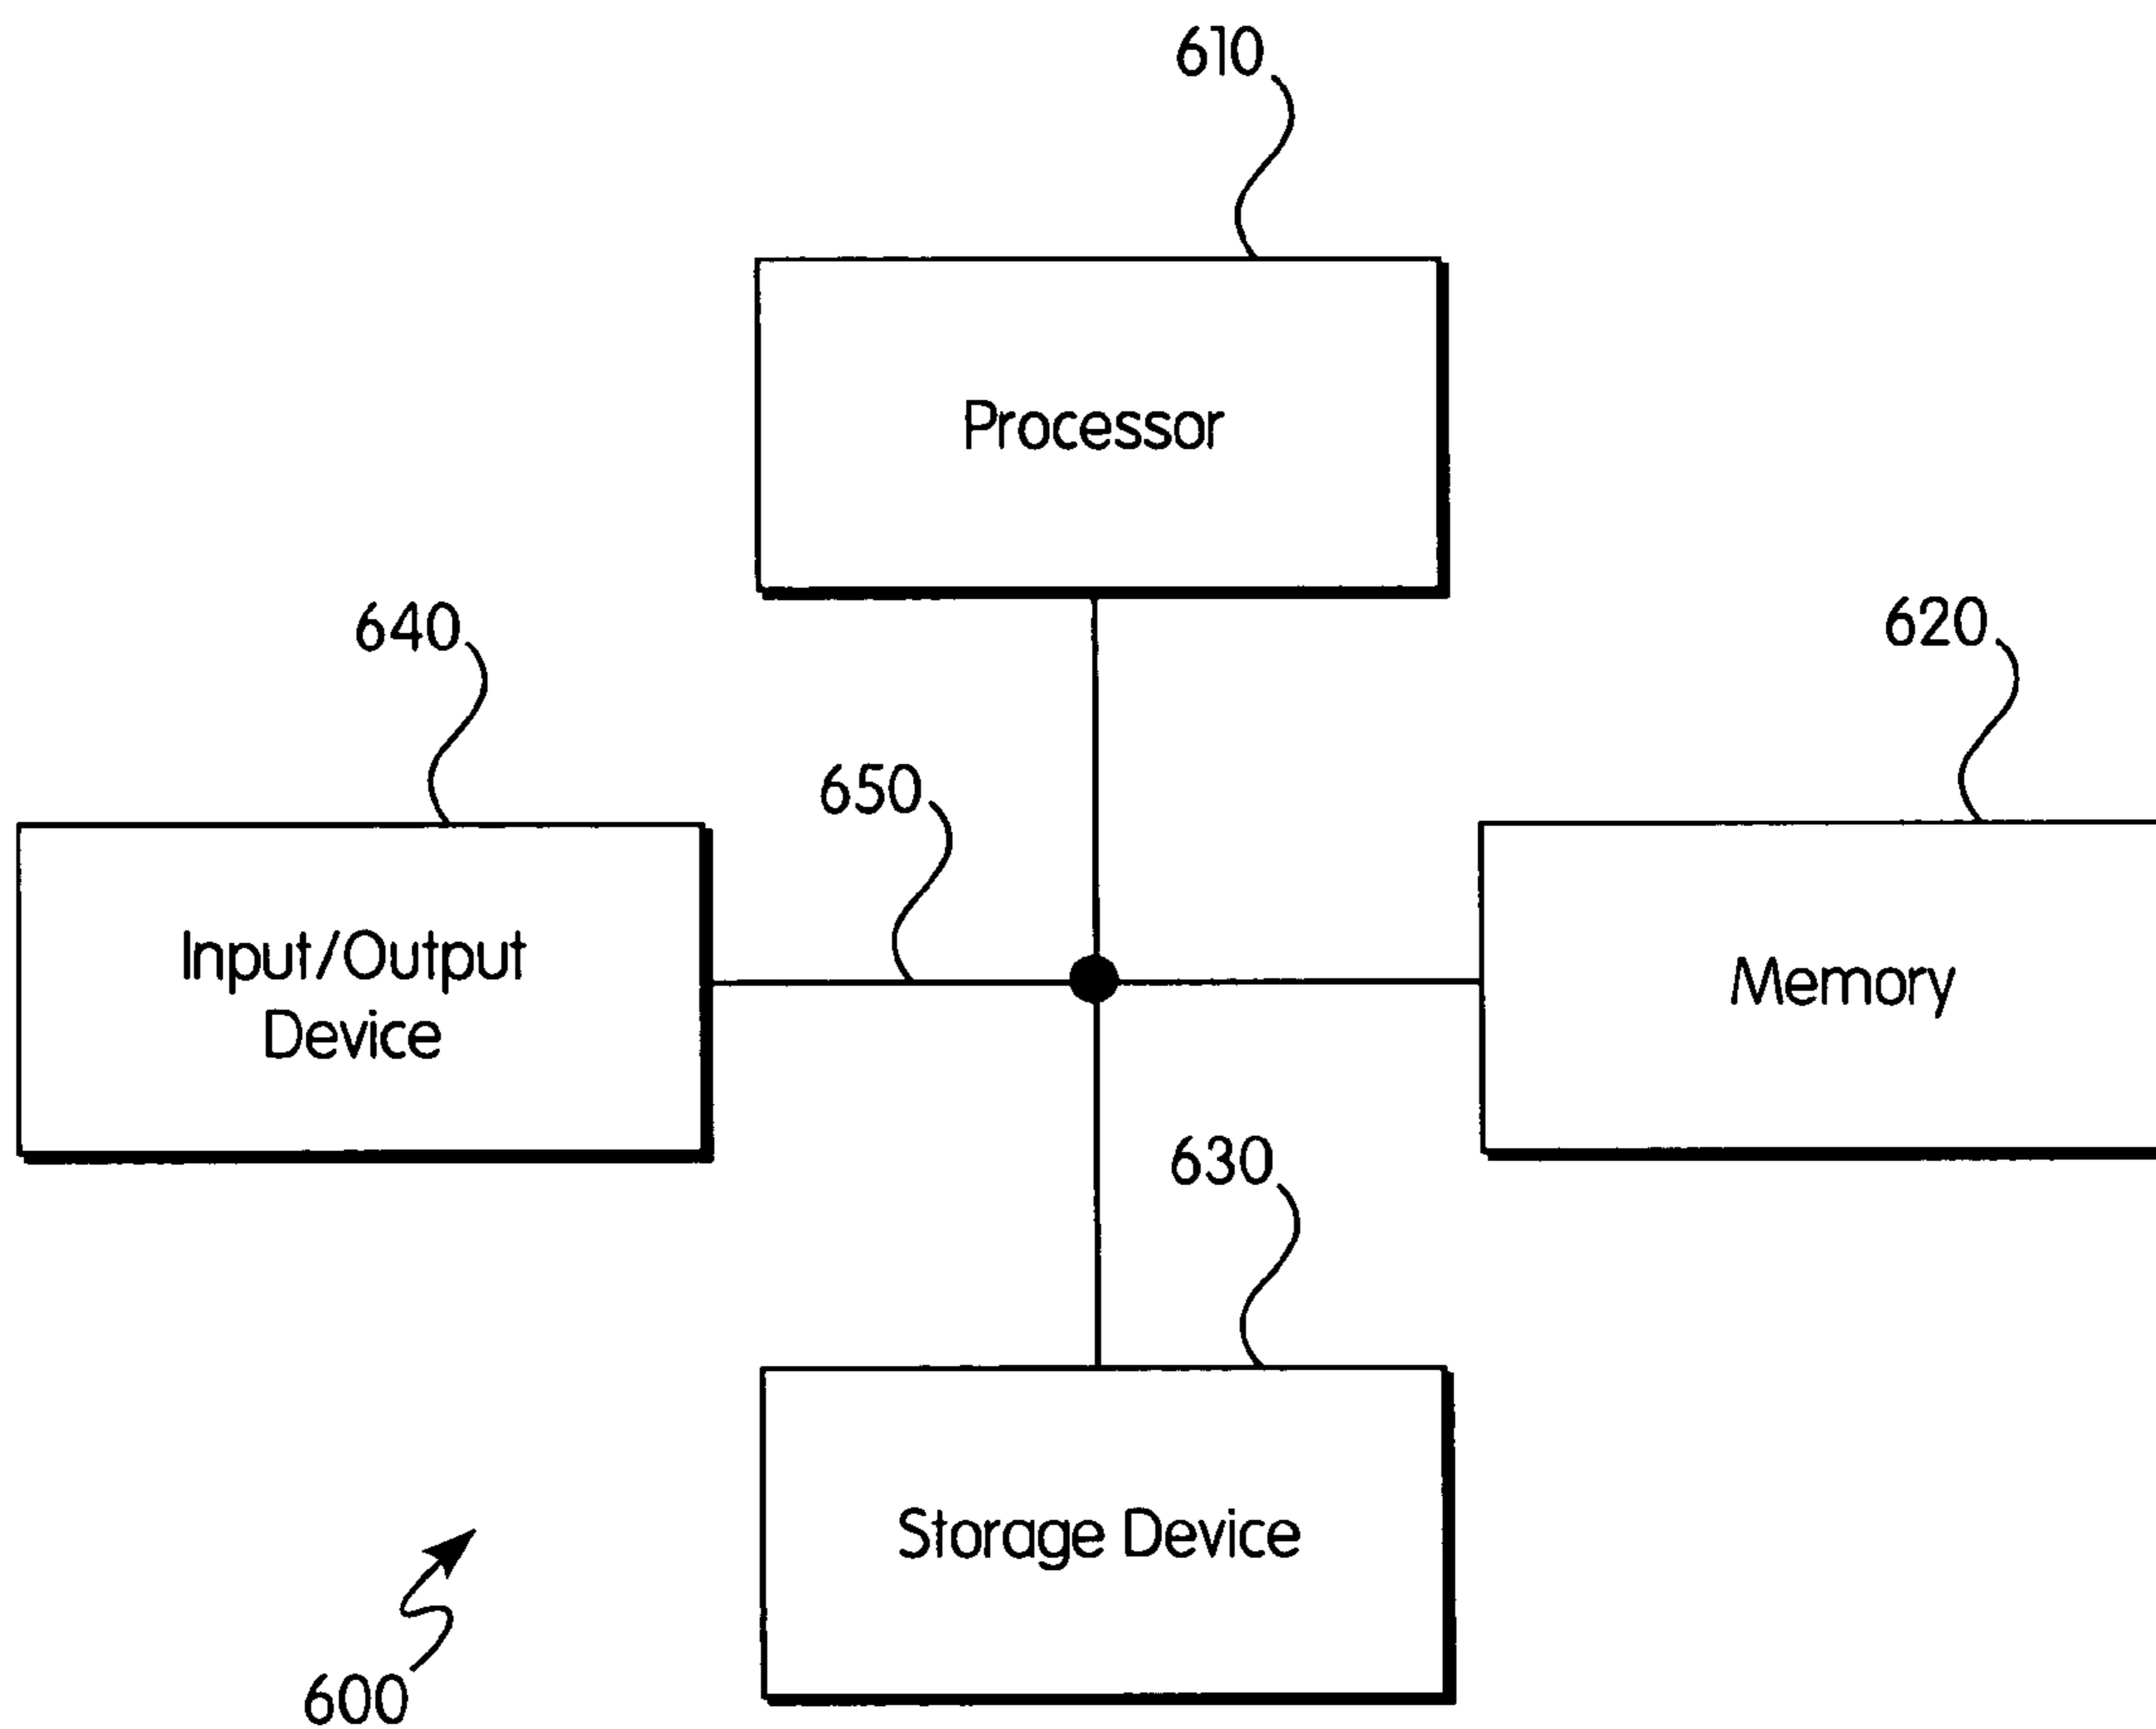 610
Processor
640
620
650
Input/Output
Device
Memory
630
Storage Device
600